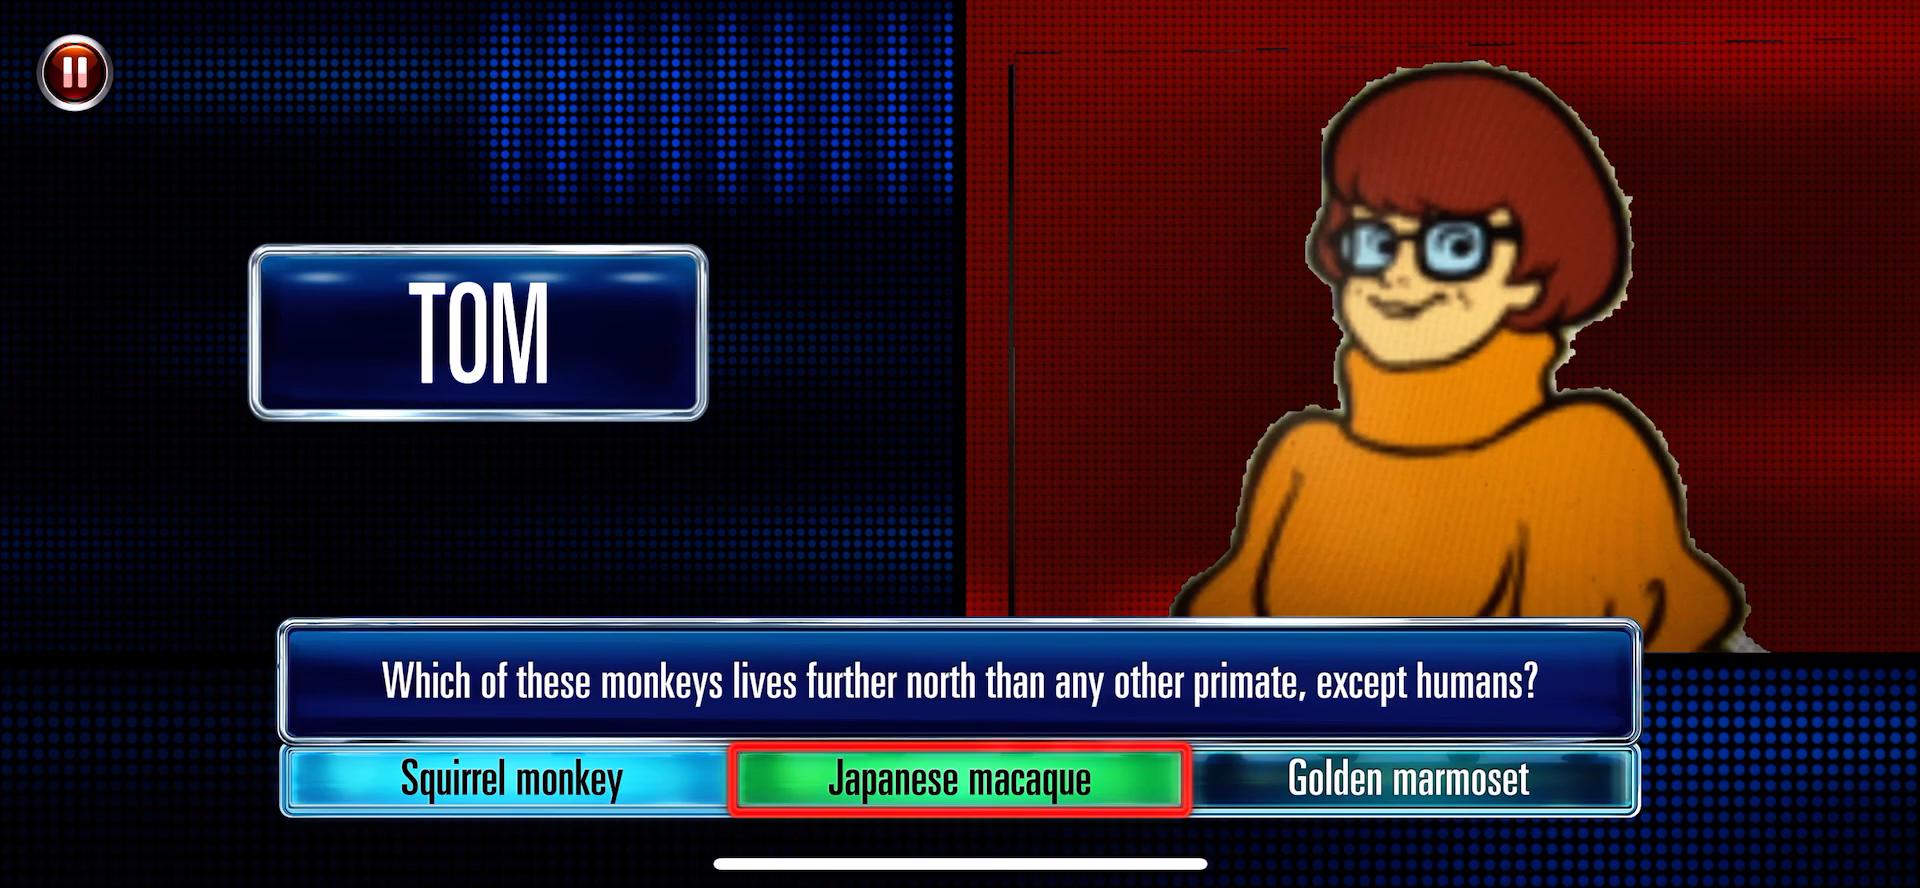 TOM
Which of these monkeys lives further north than any other primate, except humans?
Squirrel monkey
Japanese macaque
Golden marmoset